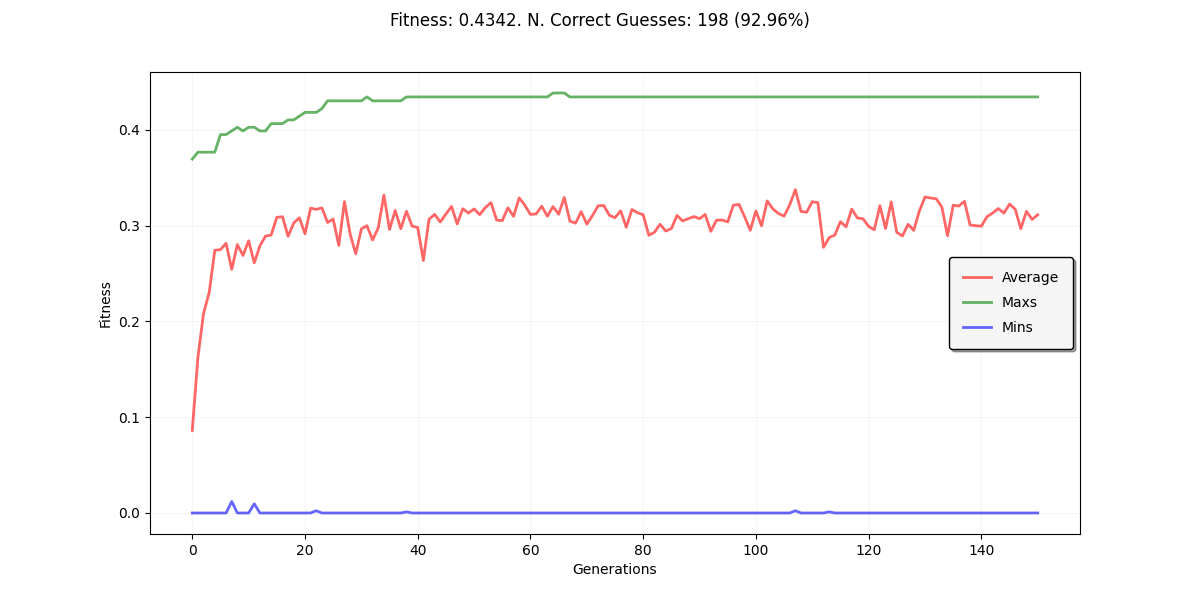 Fitness: 0.4342. N. Correct Guesses: 198 (92.96%)
0.4
0.3
0.2
0.1
0.0
Fitness
Average
Maxs
Mins
0 20 40 60 80 100 120 140
Generations